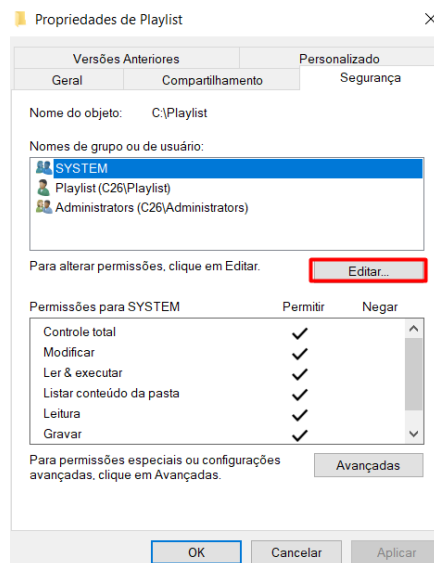 Propriedades de Playlist
Versões Anteriores Personalizado
Geral Compartilhamento Segurança
Nome do objeto: C:\Playlist
Nomes de grupo ou de usuário:
SYSTEM
Playlist (C26\Playlist)
Administrators (C26\Administrators)
Para alterar permissões, clique em Editar.
Editar...
Permissões para SYSTEM Permitir Negar
Controle total
Modificar
Ler & executar
Listar conteúdo da pasta
Leitura
Gravar
Para permissões especiais ou configurações
avançadas, clique em Avançadas.
Avançadas
OK Cancelar Aplicar